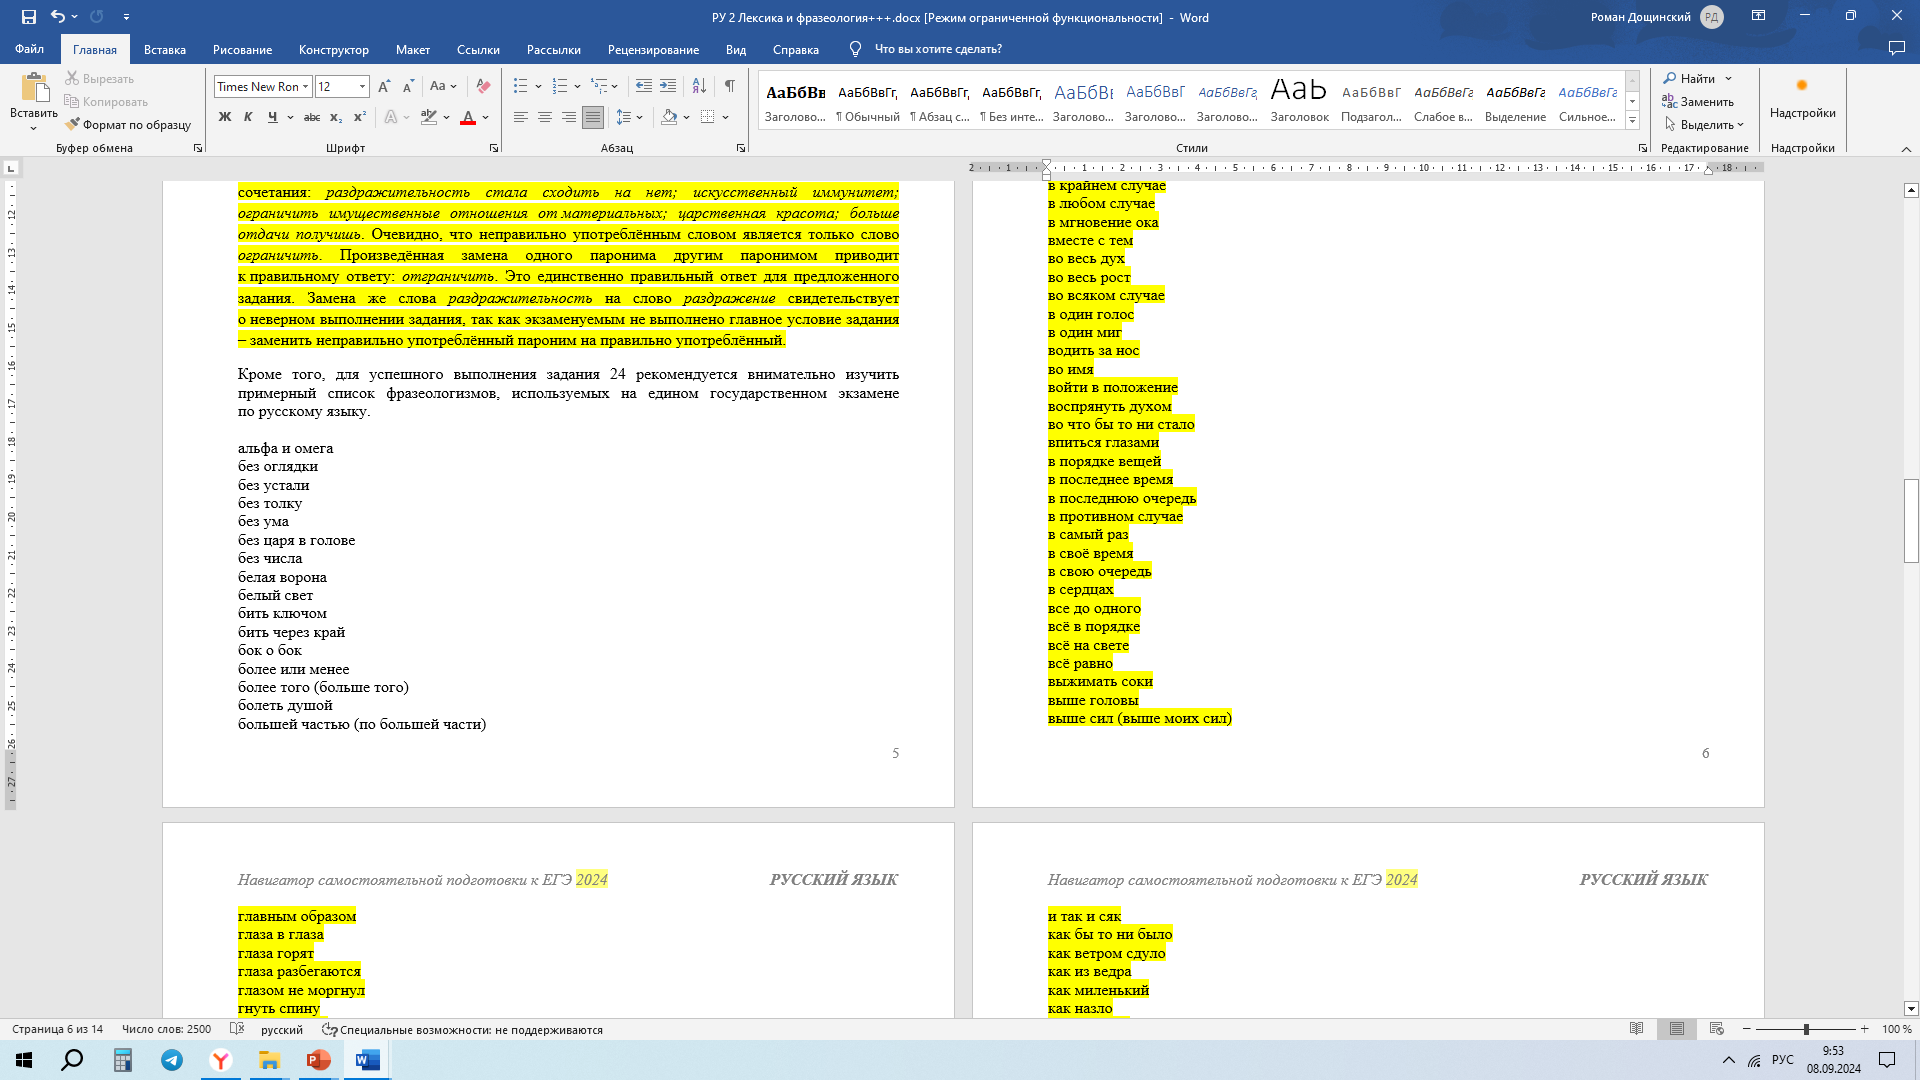 РУ 2 Лексика и фразеология+++.docx [Режим ограниченной функциональности] - Word
Роман Дощинский
РД
Файл Главная Вставка Рисование Конструктор Макет Ссылки Рассылки Рецензирование Вид Справка Что вы хотите сделать?
Вставить
Вырезать
Копировать
Формат по образцу
Буфер обмена
Times New Ron 12
Шрифт
Абзац
АаБбВв АаБбВвГг, АаБбВвГг, АаБбВвГг, АаБбВв АаБбВвГ АаБбВвГг, АаЬ АаБбВвГ АаБбВвГг АаБбВвГг АаБбВвГг
Заголово... ¶ Обычный ¶ Абзац с... ¶ Без инте... Заголово... Заголово... Заголово... Заголовок Подзагол... Слабое в... Выделение Сильное...
Стили
Найти
Заменить
Выделить
Редактирование
Надстройки
Надстройки
сочетания: раздражительность стала сходить на нет; искусственный иммунитет;
ограничить имущественные отношения от материальных; царственная красота; больше
отдачи получишь. Очевидно, что неправильно употреблённым словом является только слово
ограничить. Произведённая замена одного паронима другим паронимом приводит
к правильному ответу: отграничить. Это единственно правильный ответ для предложенного
задания. Замена же слова раздражительность на слово раздражение свидетельствует
о неверном выполнении задания, так как экзаменуемым не выполнено главное условие задания
– заменить неправильно употреблённый пароним на правильно употреблённый.
Кроме того, для успешного выполнения задания 24 рекомендуется внимательно изучить
примерный список фразеологизмов, используемых на едином государственном экзамене
по русскому языку.
альфа и омега
без оглядки
без устали
без толку
без ума
без царя в голове
без числа
белая ворона
белый свет
бить ключом
бить через край
бок о бок
более или менее
более того (больше того)
болеть душой
большей частью (по большей части)
5
в крайнем случае
в любом случае
в мгновение ока
вместе с тем
во весь дух
во весь рост
во всяком случае
в один голос
в один миг
водить за нос
во имя
войти в положение
воспрянуть духом
во что бы то ни стало
впиться глазами
в порядке вещей
в последнее время
в последнюю очередь
в противном случае
в самый раз
в своё время
в свою очередь
в сердцах
все до одного
всё в порядке
всё на свете
всё равно
выжимать соки
выше головы
выше сил (выше моих сил)
6
Навигатор самостоятельной подготовки к ЕГЭ 2024 РУССКИЙ ЯЗЫК
главным образом
глаза в глаза
глаза горят
глаза разбегаются
глазом не моргнул
гнуть спину
Навигатор самостоятельной подготовки к ЕГЭ 2024 РУССКИЙ ЯЗЫК
и так и сяк
как бы то ни было
как ветром сдуло
как из ведра
как миленький
как назло
Страница 6 из 14 Число слов: 2500 русский Специальные возможности: не поддерживаются 100 %
РУС
9:53
08.09.2024